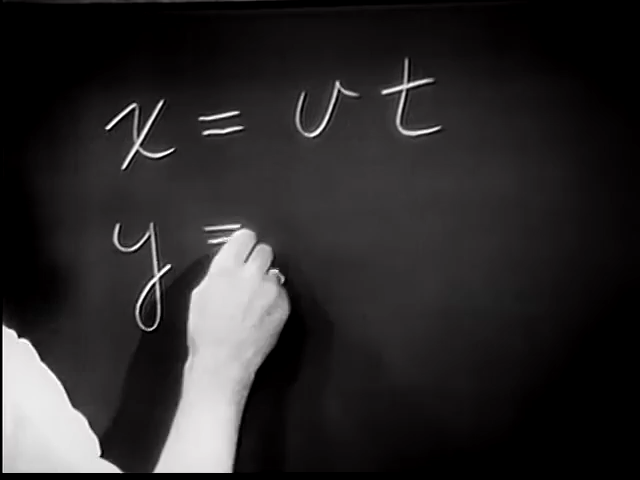 x = v t
y =